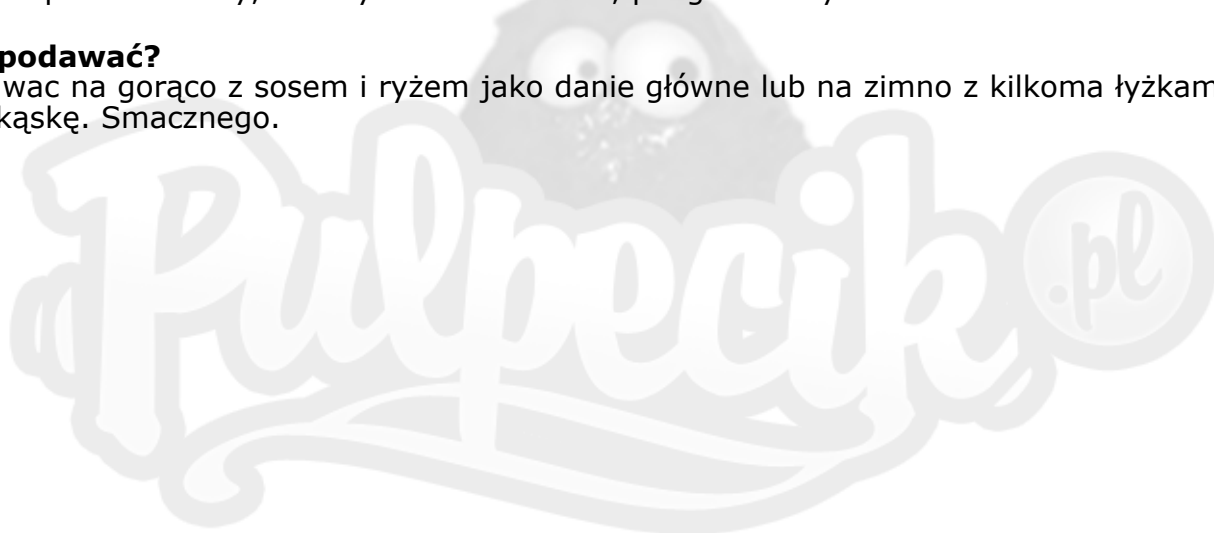 podawać?
wac na gorąco z sosem i ryżem jako danie główne lub na zimno z kilkoma łyżkam
kąskę. Smacznego.
Pulpecik .pl